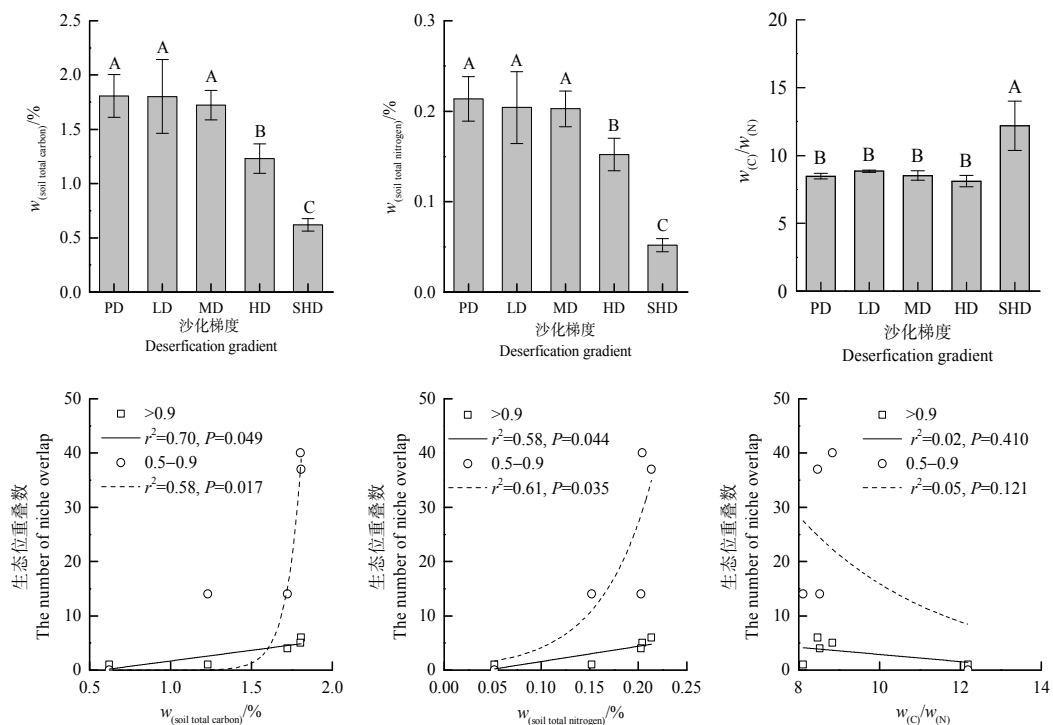 w(soil total carbon)/%
2.5
2.0
1.5
1.0
0.5
0.0
A
A
A
B
C
PD LD MD HD SHD
沙化梯度
Deserfication gradient
w(soil total nitrogen)/%
0.3
0.2
0.1
0.0
A
A
A
B
C
PD LD MD HD SHD
沙化梯度
Deserfication gradient
w(C)/w(N)
20
15
10
5
0
B
B
B
B
A
PD LD MD HD SHD
沙化梯度
Deserfication gradient
生态位重叠数
The number of niche overlap
50
40
30
20
10
0
>0.9
r²=0.70, P=0.049
0.5−0.9
r²=0.58, P=0.017
0.5 1.0 1.5 2.0
w(soil total carbon)/%
生态位重叠数
The number of niche overlap
50
40
30
20
10
0
>0.9
r²=0.58, P=0.044
0.5−0.9
r²=0.61, P=0.035
0.00 0.05 0.10 0.15 0.20 0.25
w(soil total nitrogen)/%
生态位重叠数
The number of niche overlap
50
40
30
20
10
0
>0.9
r²=0.02, P=0.410
0.5−0.9
r²=0.05, P=0.121
8 10 12 14
w(C)/w(N)